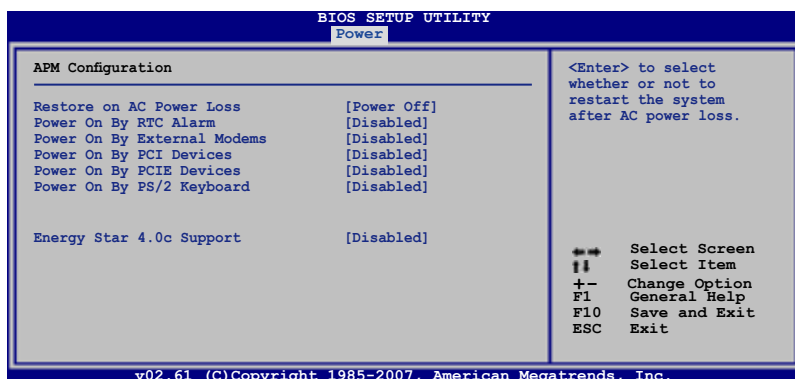 BIOS SETUP UTILITY
Power
APM Configuration
Restore on AC Power Loss [Power Off]
Power On By RTC Alarm [Disabled]
Power On By External Modems [Disabled]
Power On By PCI Devices [Disabled]
Power On By PCIE Devices [Disabled]
Power On By PS/2 Keyboard [Disabled]
Energy Star 4.0c Support [Disabled]
<Enter> to select
whether or not to
restart the system
after AC power loss.
Select Screen
Select Item
+- Change Option
F1 General Help
F10 Save and Exit
ESC Exit
v02.61 (C)Copyright 1985-2007, American Megatrends, Inc.